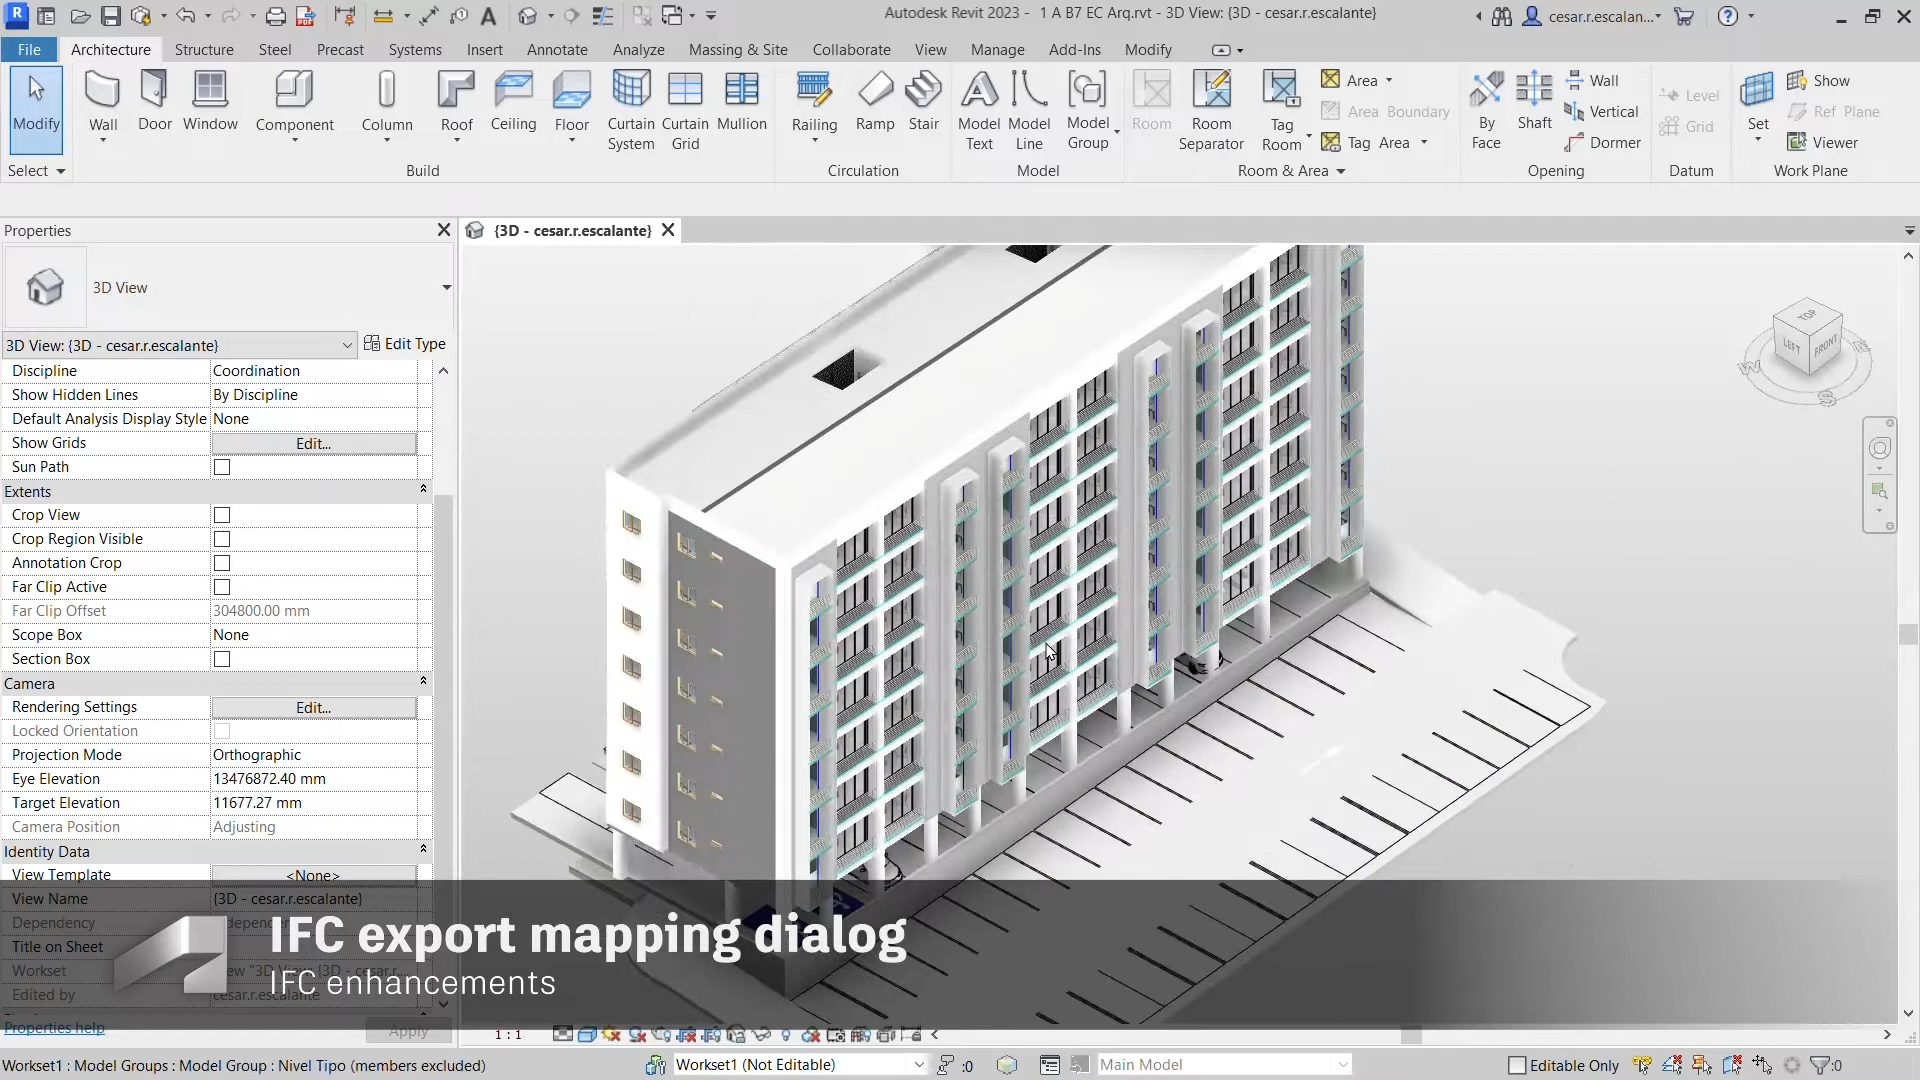 Autodesk Revit 2023 - 1 A B7 EC Arq.rvt - 3D View: {3D - cesar.r.escalante}
cesar.r.escalan...
File Architecture Structure Steel Precast Systems Insert Annotate Analyze Massing & Site Collaborate View Manage Add-Ins Modify
Modify
Wall
Door
Window
Component
Column
Roof
Ceiling
Floor
Curtain System
Curtain Grid
Mullion
Railing
Ramp
Stair
Model Text
Model Line
Model Group
Room
Room Separator
Tag Room
Area
Area Boundary
Tag Area
By Face
Shaft
Wall
Vertical
Dormer
Level
Grid
Set
Show
Ref Plane
Viewer
Select Build Circulation Model Room & Area Opening Datum Work Plane
Properties
{3D - cesar.r.escalante}
3D View
3D View: {3D - cesar.r.escalante} Edit Type
Discipline Coordination
Show Hidden Lines By Discipline
Default Analysis Display Style None
Show Grids Edit...
Sun Path
Extents
Crop View
Crop Region Visible
Annotation Crop
Far Clip Active
Far Clip Offset 304800.00 mm
Scope Box None
Section Box
Camera
Rendering Settings Edit...
Locked Orientation
Projection Mode Orthographic
Eye Elevation 13476872.40 mm
Target Elevation 11677.27 mm
Camera Position Adjusting
Identity Data
View Template <None>
View Name {3D - cesar.r.escalante}
Dependency
Title on Sheet
Workset
Edited by cesar.r.escalante
Properties help Apply
TOP
LEFT FRONT
W S
IFC export mapping dialog
IFC enhancements
1 : 1
Workset1 : Model Groups : Model Group : Nivel Tipo (members excluded)
Workset1 (Not Editable)
:0
Main Model
Editable Only
:0